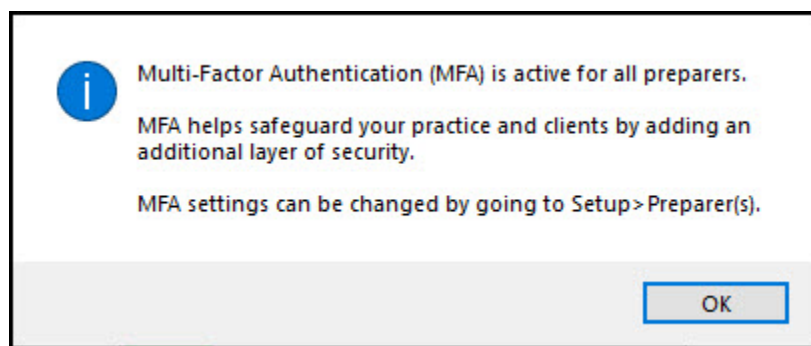 Multi-Factor Authentication (MFA) is active for all preparers.
MFA helps safeguard your practice and clients by adding an
additional layer of security.
MFA settings can be changed by going to Setup>Preparer(s).
OK